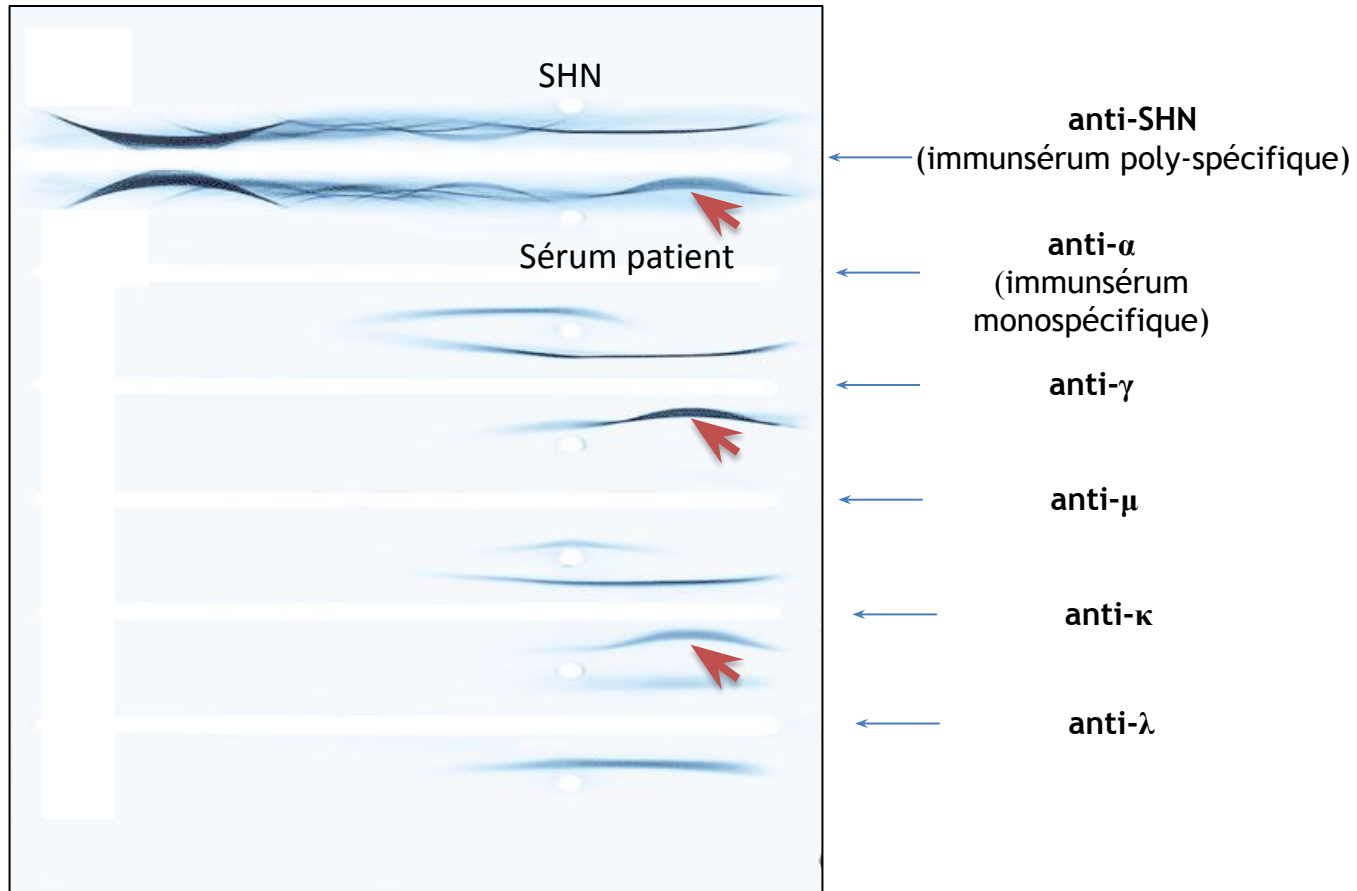 SHN
anti-SHN
(immunsérum poly-spécifique)
Sérum patient
anti-α
(immunsérum
monospécifique)
anti-γ
anti-μ
anti-κ
anti-λ